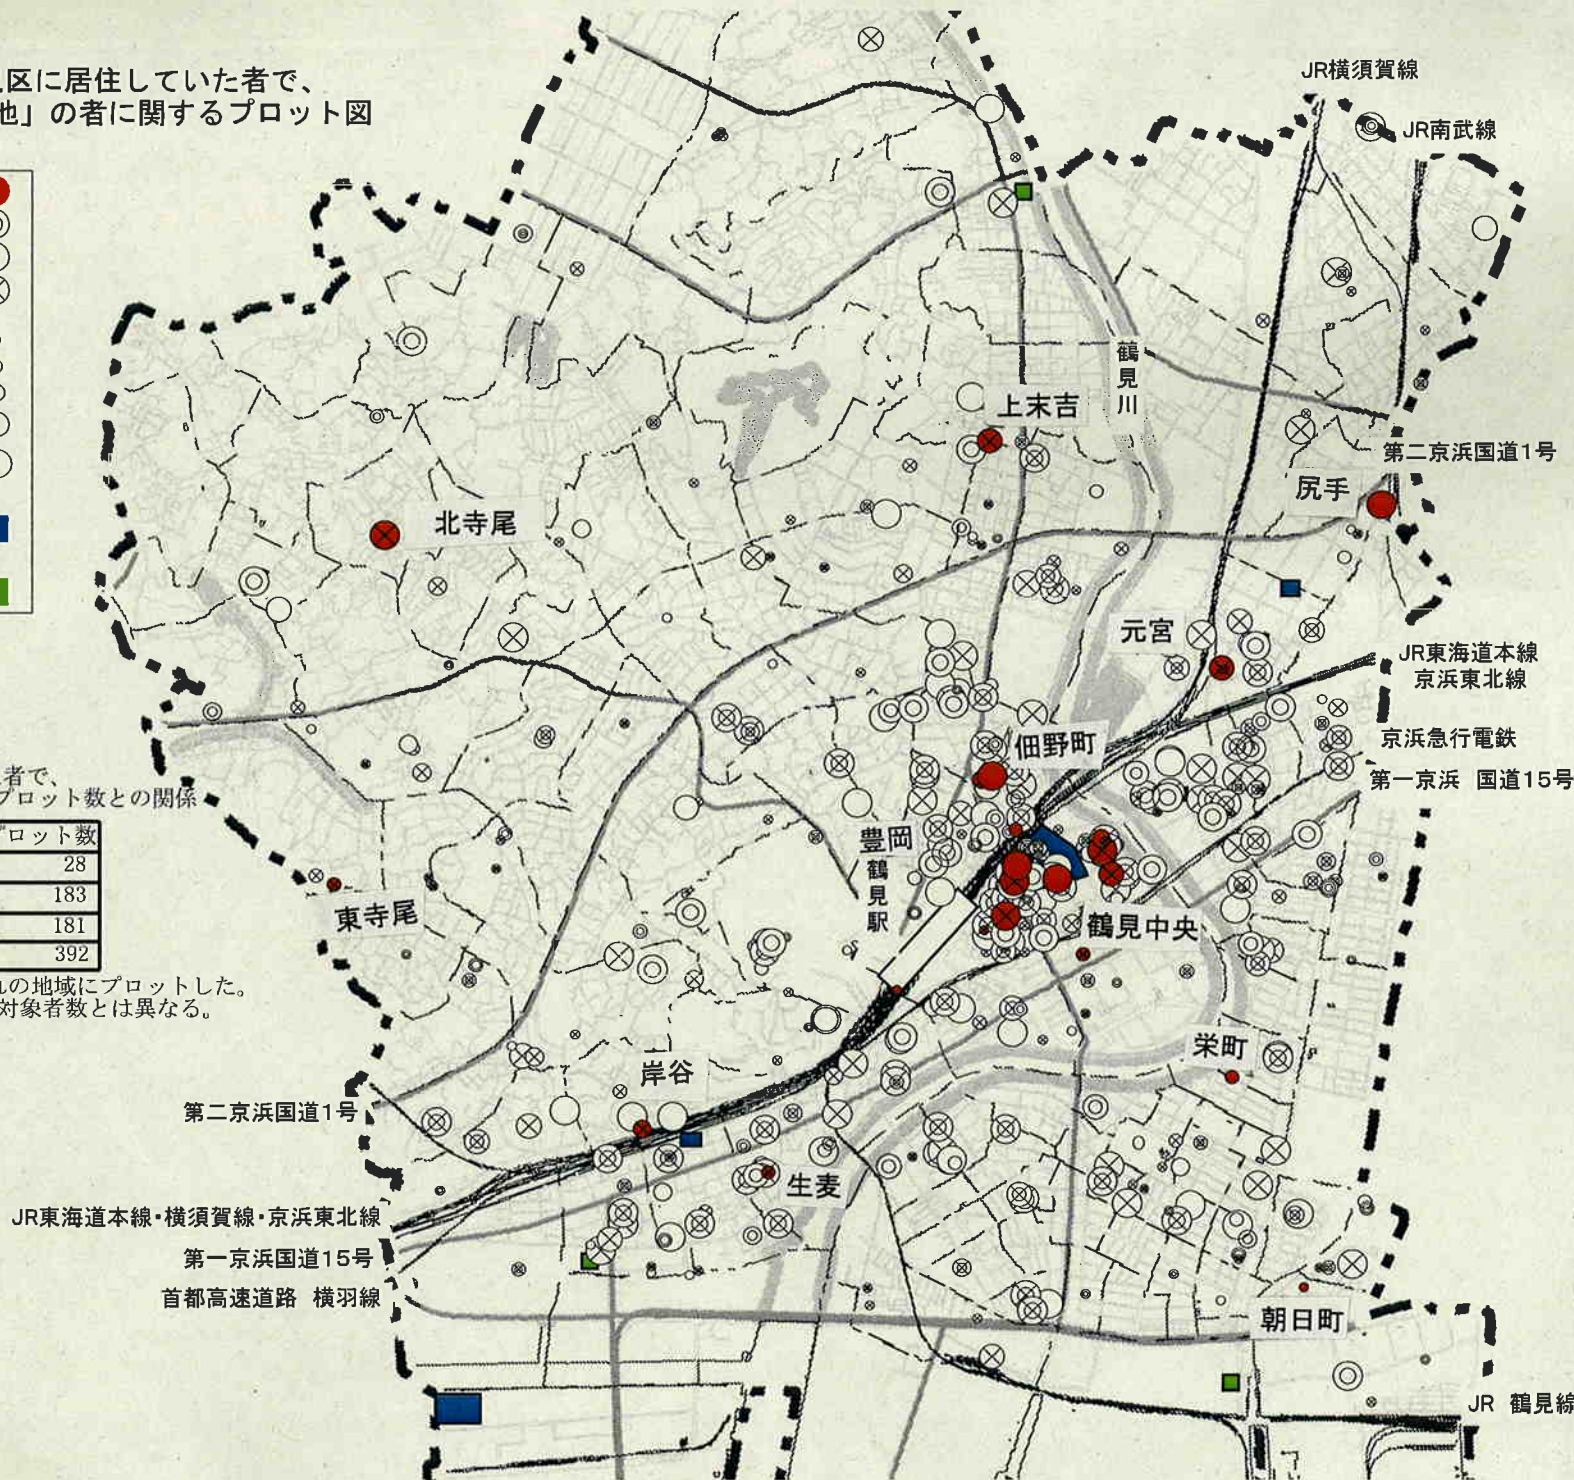 区に居住していた者で、
他」の者に関するプロット図
JR横須賀線
JR南武線
鶴見川
上末吉
第二京浜国道1号
尻手
北寺尾
元宮
JR東海道本線
京浜東北線
佃野町
京浜急行電鉄
第一京浜 国道15号
者で、
プロット数との関係
ロット数
28
183
181
392
の地域にプロットした。
対象者数とは異なる。
豊岡
鶴見駅
東寺尾
鶴見中央
栄町
岸谷
第二京浜国道1号
生麦
JR東海道本線・横須賀線・京浜東北線
第一京浜国道15号
首都高速道路 横羽線
朝日町
JR 鶴見線